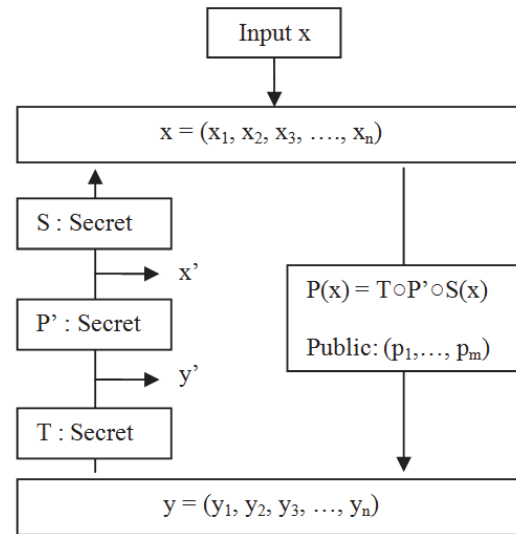 Input x
x = (x₁, x₂, x₃, …., xₙ)
S : Secret
x’
P’ : Secret
y’
T : Secret
P(x) = T○P’○S(x)
Public: (p₁,…, pₘ)
y = (y₁, y₂, y₃, …, yₙ)